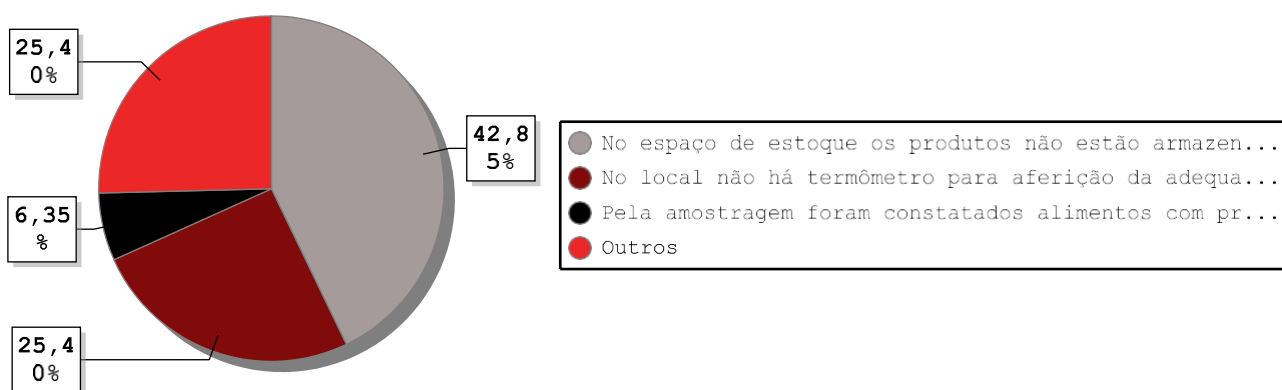 25,4
0%
42,8
5%
6,35
%
25,4
0%
No espaço de estoque os produtos não estão armazen...
No local não há termômetro para aferição da adequa...
Pela amostragem foram constatados alimentos com pr...
Outros